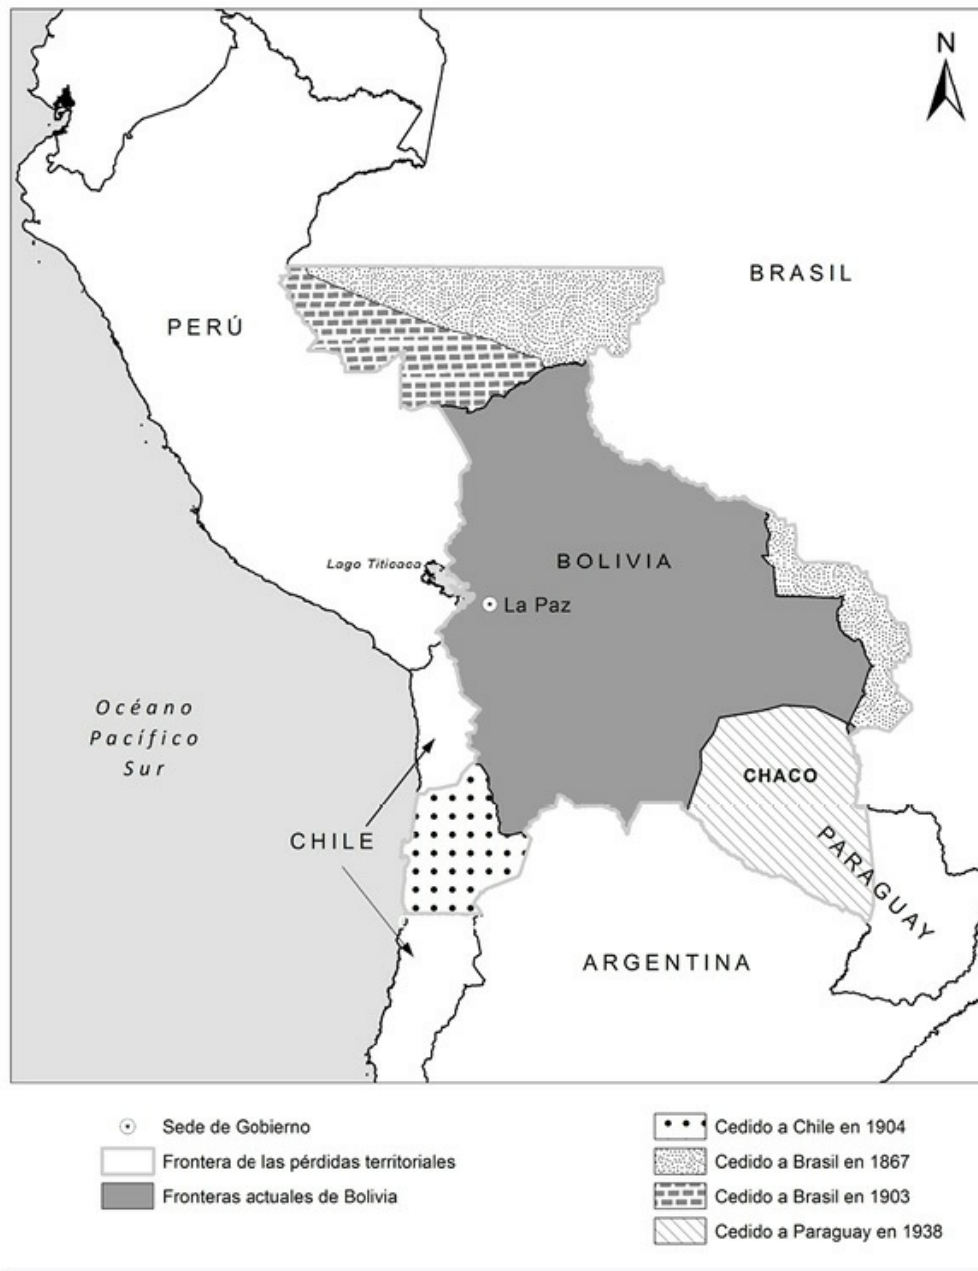 N
BRASIL
PERÚ
BOLIVIA
Lago Titicaca
La Paz
Océano
Pacífico
Sur
CHACO
CHILE
PARAGUAY
ARGENTINA
Sede de Gobierno
Frontera de las pérdidas territoriales
Fronteras actuales de Bolivia
Cedido a Chile en 1904
Cedido a Brasil en 1867
Cedido a Brasil en 1903
Cedido a Paraguay en 1938